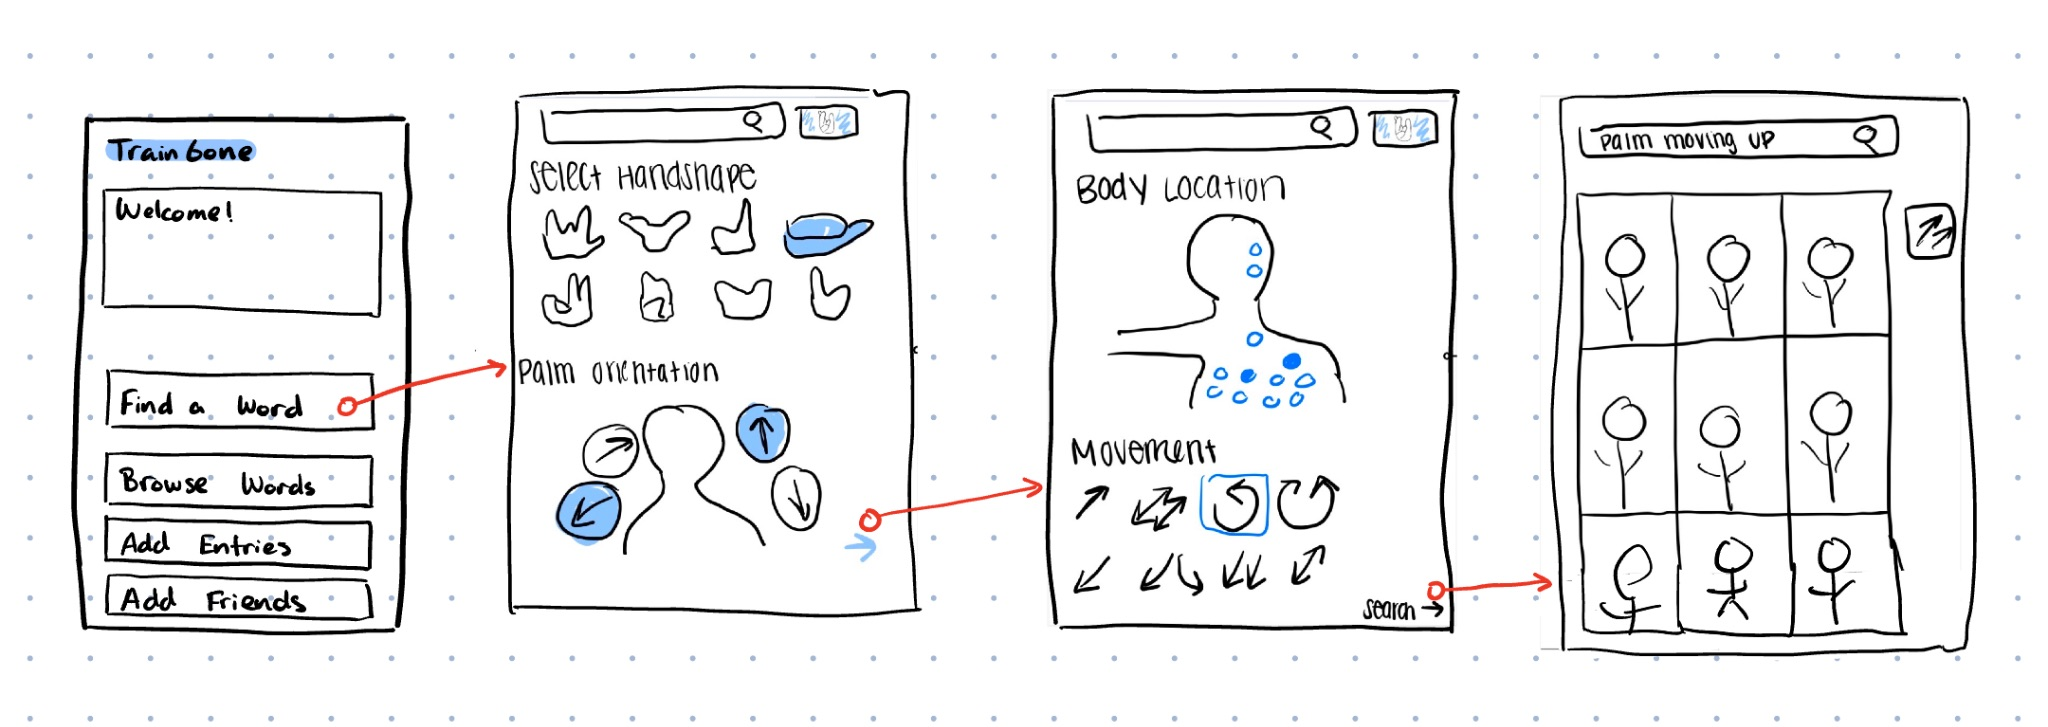 Train bone
Welcome!
Find a Word
Browse Words
Add Entries
Add Friends
Select Handshape
Palm orientation
Body Location
Movement
search →
palm moving up